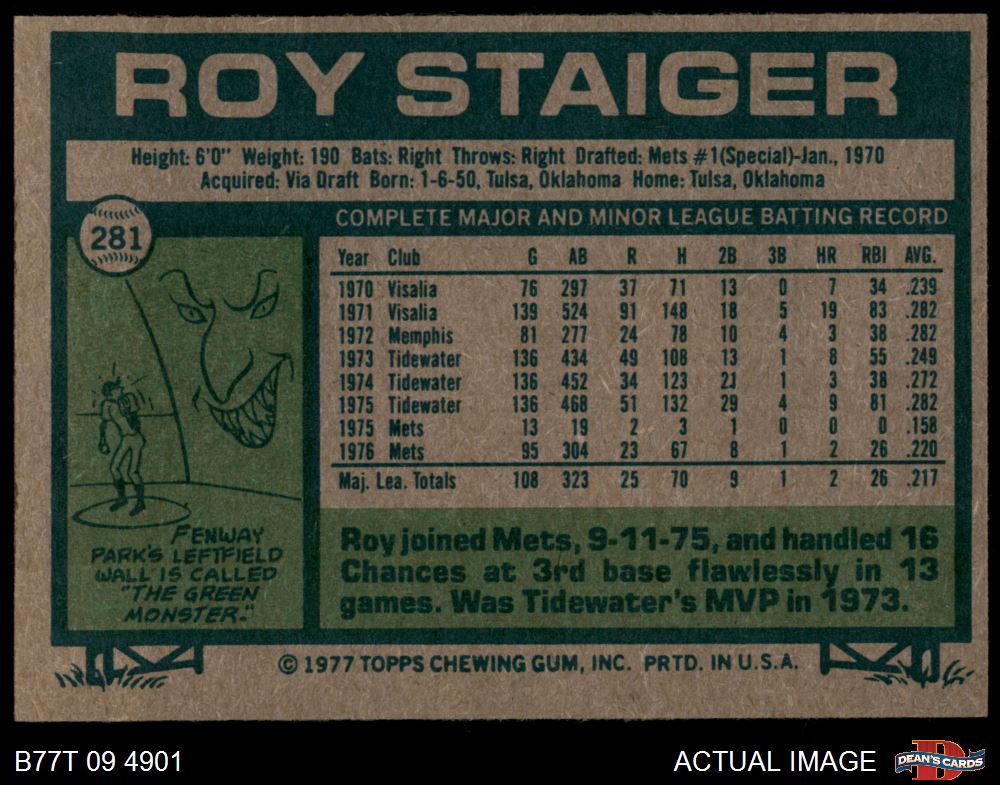 ROY STAIGER
Height: 6'0" Weight: 190 Bats: Right Throws: Right Drafted: Mets #1(Special)-Jan., 1970
Acquired: Via Draft Born: 1-6-50, Tulsa, Oklahoma Home: Tulsa, Oklahoma
281
COMPLETE MAJOR AND MINOR LEAGUE BATTING RECORD
Year Club G AB R H 2B 3B HR RBI AVG.
1970 Visalia 76 297 37 71 13 0 7 34 .239
1971 Visalia 139 524 91 148 18 5 19 83 .282
1972 Memphis 81 277 24 78 10 4 3 38 .282
1973 Tidewater 136 434 49 108 13 1 8 55 .249
1974 Tidewater 136 452 34 123 21 1 3 38 .272
1975 Tidewater 136 468 51 132 29 4 9 81 .282
1975 Mets 13 19 2 3 1 0 0 0 .158
1976 Mets 95 304 23 67 8 1 2 26 .220
Maj. Lea. Totals 108 323 25 70 9 1 2 26 .217
FENWAY
PARK'S LEFTFIELD
WALL IS CALLED
"THE GREEN
MONSTER."
Roy joined Mets, 9-11-75, and handled 16
Chances at 3rd base flawlessly in 13
games. Was Tidewater's MVP in 1973.
© 1977 TOPPS CHEWING GUM, INC. PRTD. IN U.S.A.
B77T 09 4901
ACTUAL IMAGE
DEAN'S CARDS